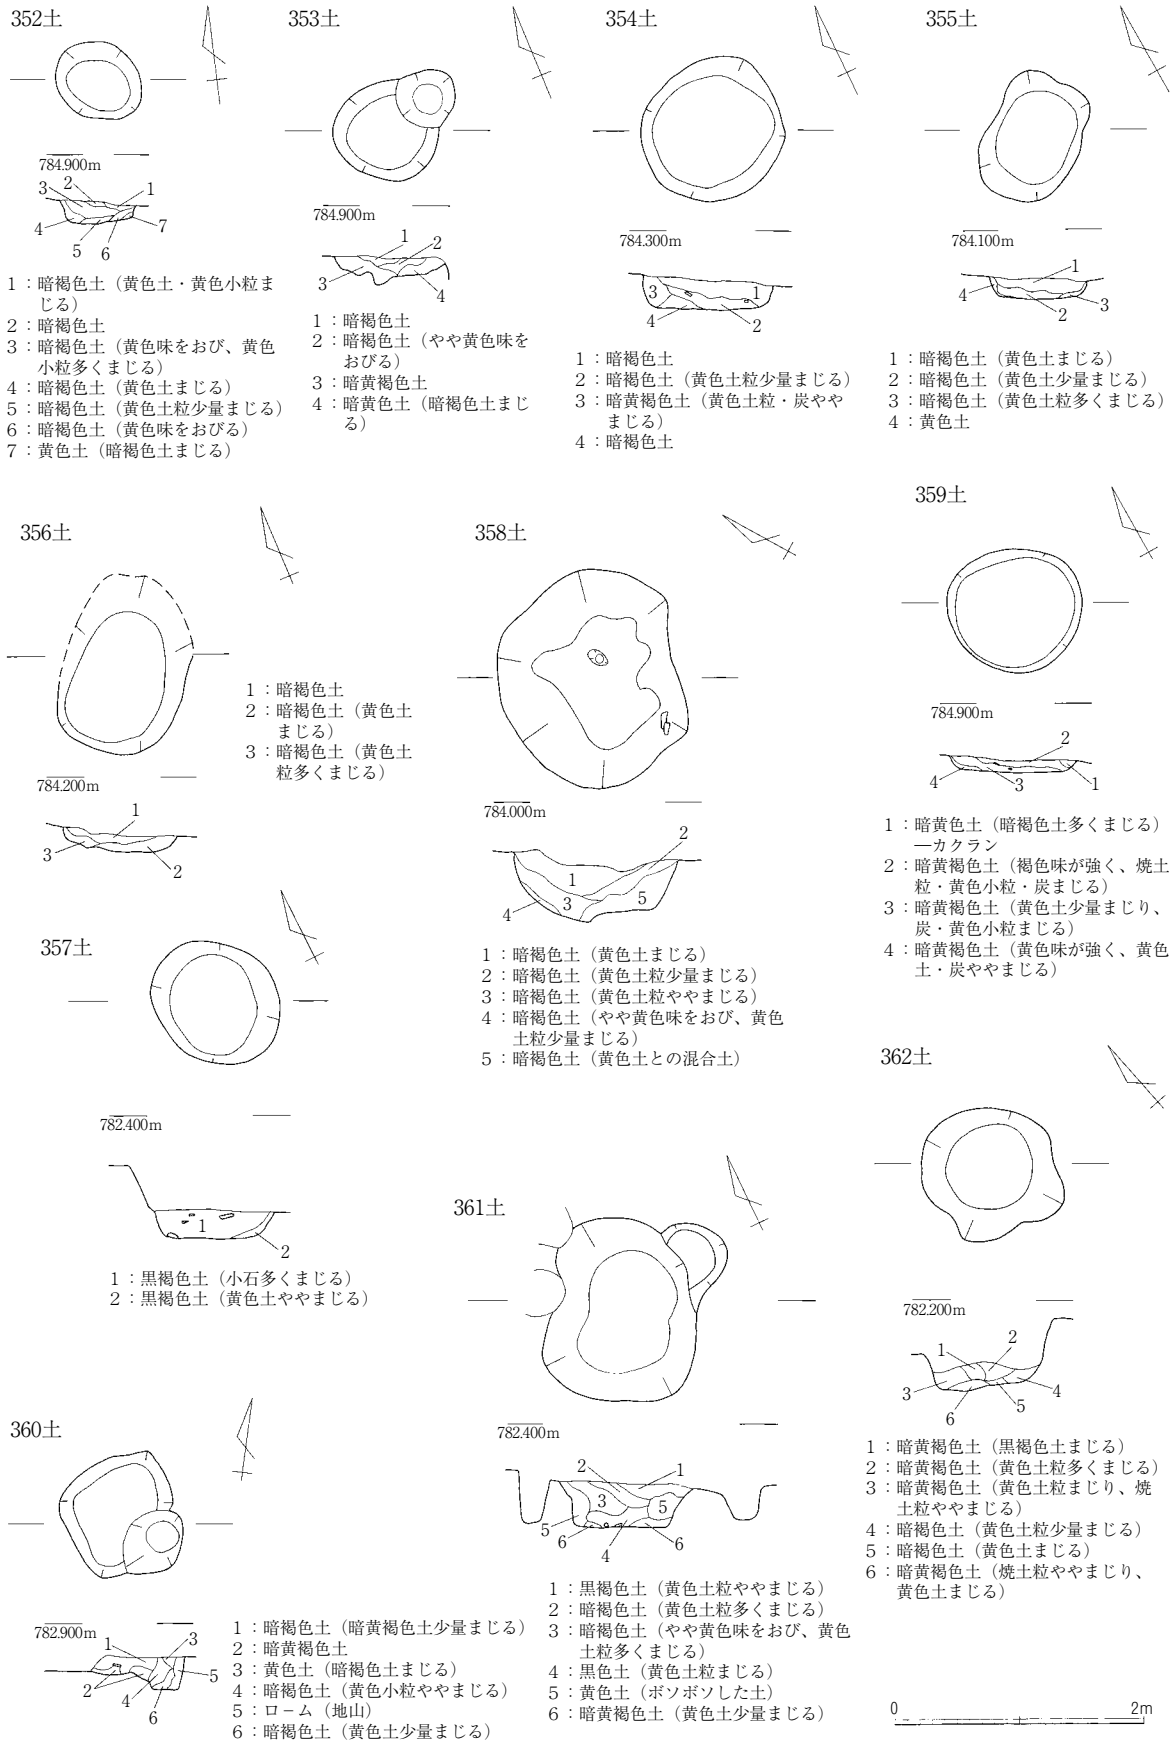 352土
784.900m
3
2
1
4
5
6
7
1：暗褐色土（黄色土・黄色小粒ま
じる）
2：暗褐色土
3：暗褐色土（黄色味をおび、黄色
小粒多くまじる）
4：暗褐色土（黄色土まじる）
5：暗褐色土（黄色土粒少量まじる）
6：暗褐色土（黄色味をおびる）
7：黄色土（暗褐色土まじる）
353土
784.900m
1
2
3
4
1：暗褐色土
2：暗褐色土（やや黄色味を
おびる）
3：暗黄褐色土
4：暗黄色土（暗褐色土まじ
る）
354土
784.300m
3
1
4
2
1：暗褐色土
2：暗褐色土（黄色土粒少量まじる）
3：暗黄褐色土（黄色土粒・炭やや
まじる）
4：暗褐色土
355土
784.100m
1
4
2
3
1：暗褐色土（黄色土まじる）
2：暗褐色土（黄色土少量まじる）
3：暗褐色土（黄色土粒多くまじる）
4：黄色土
356土
784.200m
1
3
2
1：暗褐色土
2：暗褐色土（黄色土
まじる）
3：暗褐色土（黄色土
粒多くまじる）
358土
784.000m
2
1
4
3
5
1：暗褐色土（黄色土まじる）
2：暗褐色土（黄色土粒少量まじる）
3：暗褐色土（黄色土粒ややまじる）
4：暗褐色土（やや黄色味をおび、黄色
土粒少量まじる）
5：暗褐色土（黄色土との混合土）
359土
784.900m
2
4
3
1
1：暗黄色土（暗褐色土多くまじる）
―カクラン
2：暗黄褐色土（褐色味が強く、焼土
粒・黄色小粒・炭まじる）
3：暗黄褐色土（黄色土少量まじり、
炭・黄色小粒まじる）
4：暗黄褐色土（黄色味が強く、黄色
土・炭ややまじる）
357土
782.400m
1
2
1：黒褐色土（小石多くまじる）
2：黒褐色土（黄色土ややまじる）
362土
782.200m
1
2
3
4
5
6
1：暗黄褐色土（黒褐色土まじる）
2：暗黄褐色土（黄色土粒多くまじる）
3：暗黄褐色土（黄色土粒まじり、焼
土粒ややまじる）
4：暗褐色土（黄色土粒少量まじる）
5：暗褐色土（黄色土まじる）
6：暗黄褐色土（焼土粒ややまじり、
黄色土まじる）
361土
782.400m
2
1
3
5
5
6
4
6
1：黒褐色土（黄色土粒ややまじる）
2：暗褐色土（黄色土粒多くまじる）
3：暗褐色土（やや黄色味をおび、黄色
土粒多くまじる）
4：黒色土（黄色土粒まじる）
5：黄色土（ボソボソした土）
6：暗黄褐色土（黄色土少量まじる）
360土
782.900m
1
3
2
4
5
6
1：暗褐色土（暗黄褐色土少量まじる）
2：暗黄褐色土
3：黄色土（暗褐色土まじる）
4：暗褐色土（黄色小粒ややまじる）
5：ローム（地山）
6：暗褐色土（黄色土少量まじる）
0
2m